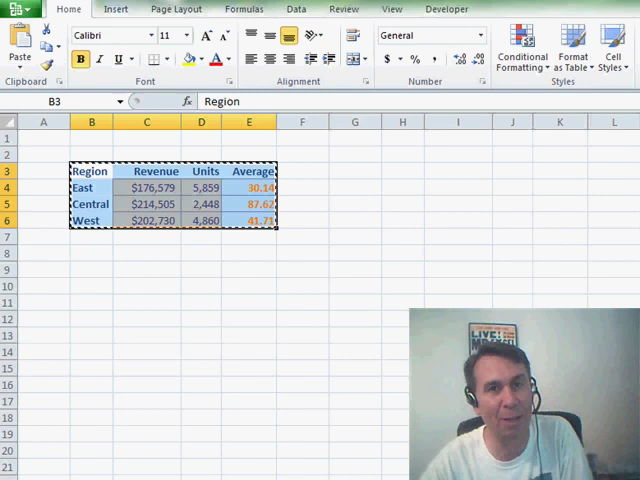 Home Insert Page Layout Formulas Data Review View Developer
Calibri 11 General
Paste B I U A A A $ % , Conditional Formatting Format as Table Cell Styles
Clipboard Font Alignment Number Styles
B3 fx Region
A B C D E F G H I J K L
1
2
3 Region Revenue Units Average
4 East $176,579 5,859 30.14
5 Central $214,505 2,448 87.62
6 West $202,730 4,860 41.71
7
8
9
10
11
12
13
14 LIVE!
15
16
17
18
19
20
21